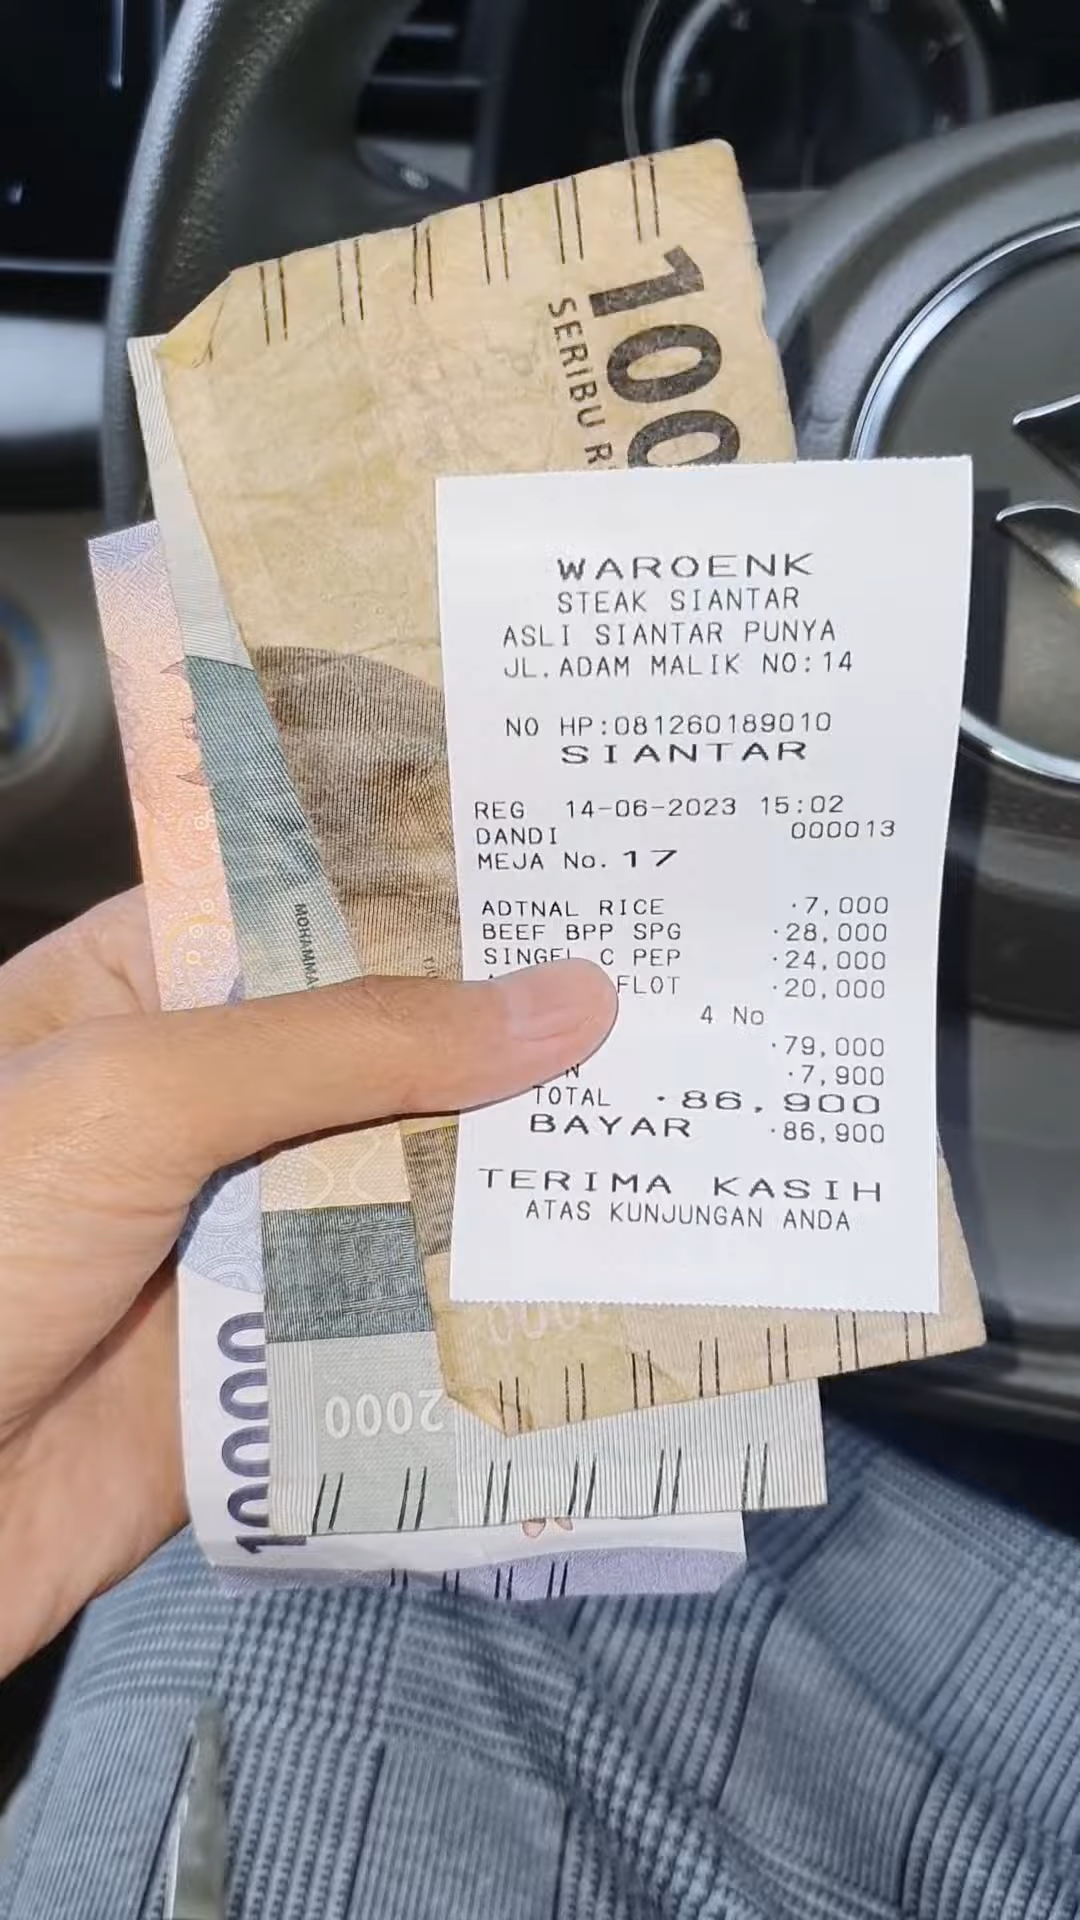 100
SERIBU
WAROENK
STEAK SIANTAR
ASLI SIANTAR PUNYA
JL.ADAM MALIK NO:14
NO HP:081260189010
SIANTAR
REG 14-06-2023 15:02
DANDI 000013
MEJA No. 17
ADTNAL RICE ·7,000
BEEF BPP SPG ·28,000
SINGEL C PEP ·24,000
FLOT ·20,000
4 No
·79,000
·7,900
TOTAL ·86,900
BAYAR ·86,900
TERIMA KASIH
ATAS KUNJUNGAN ANDA
MOHAMMA
1000
2000
10000